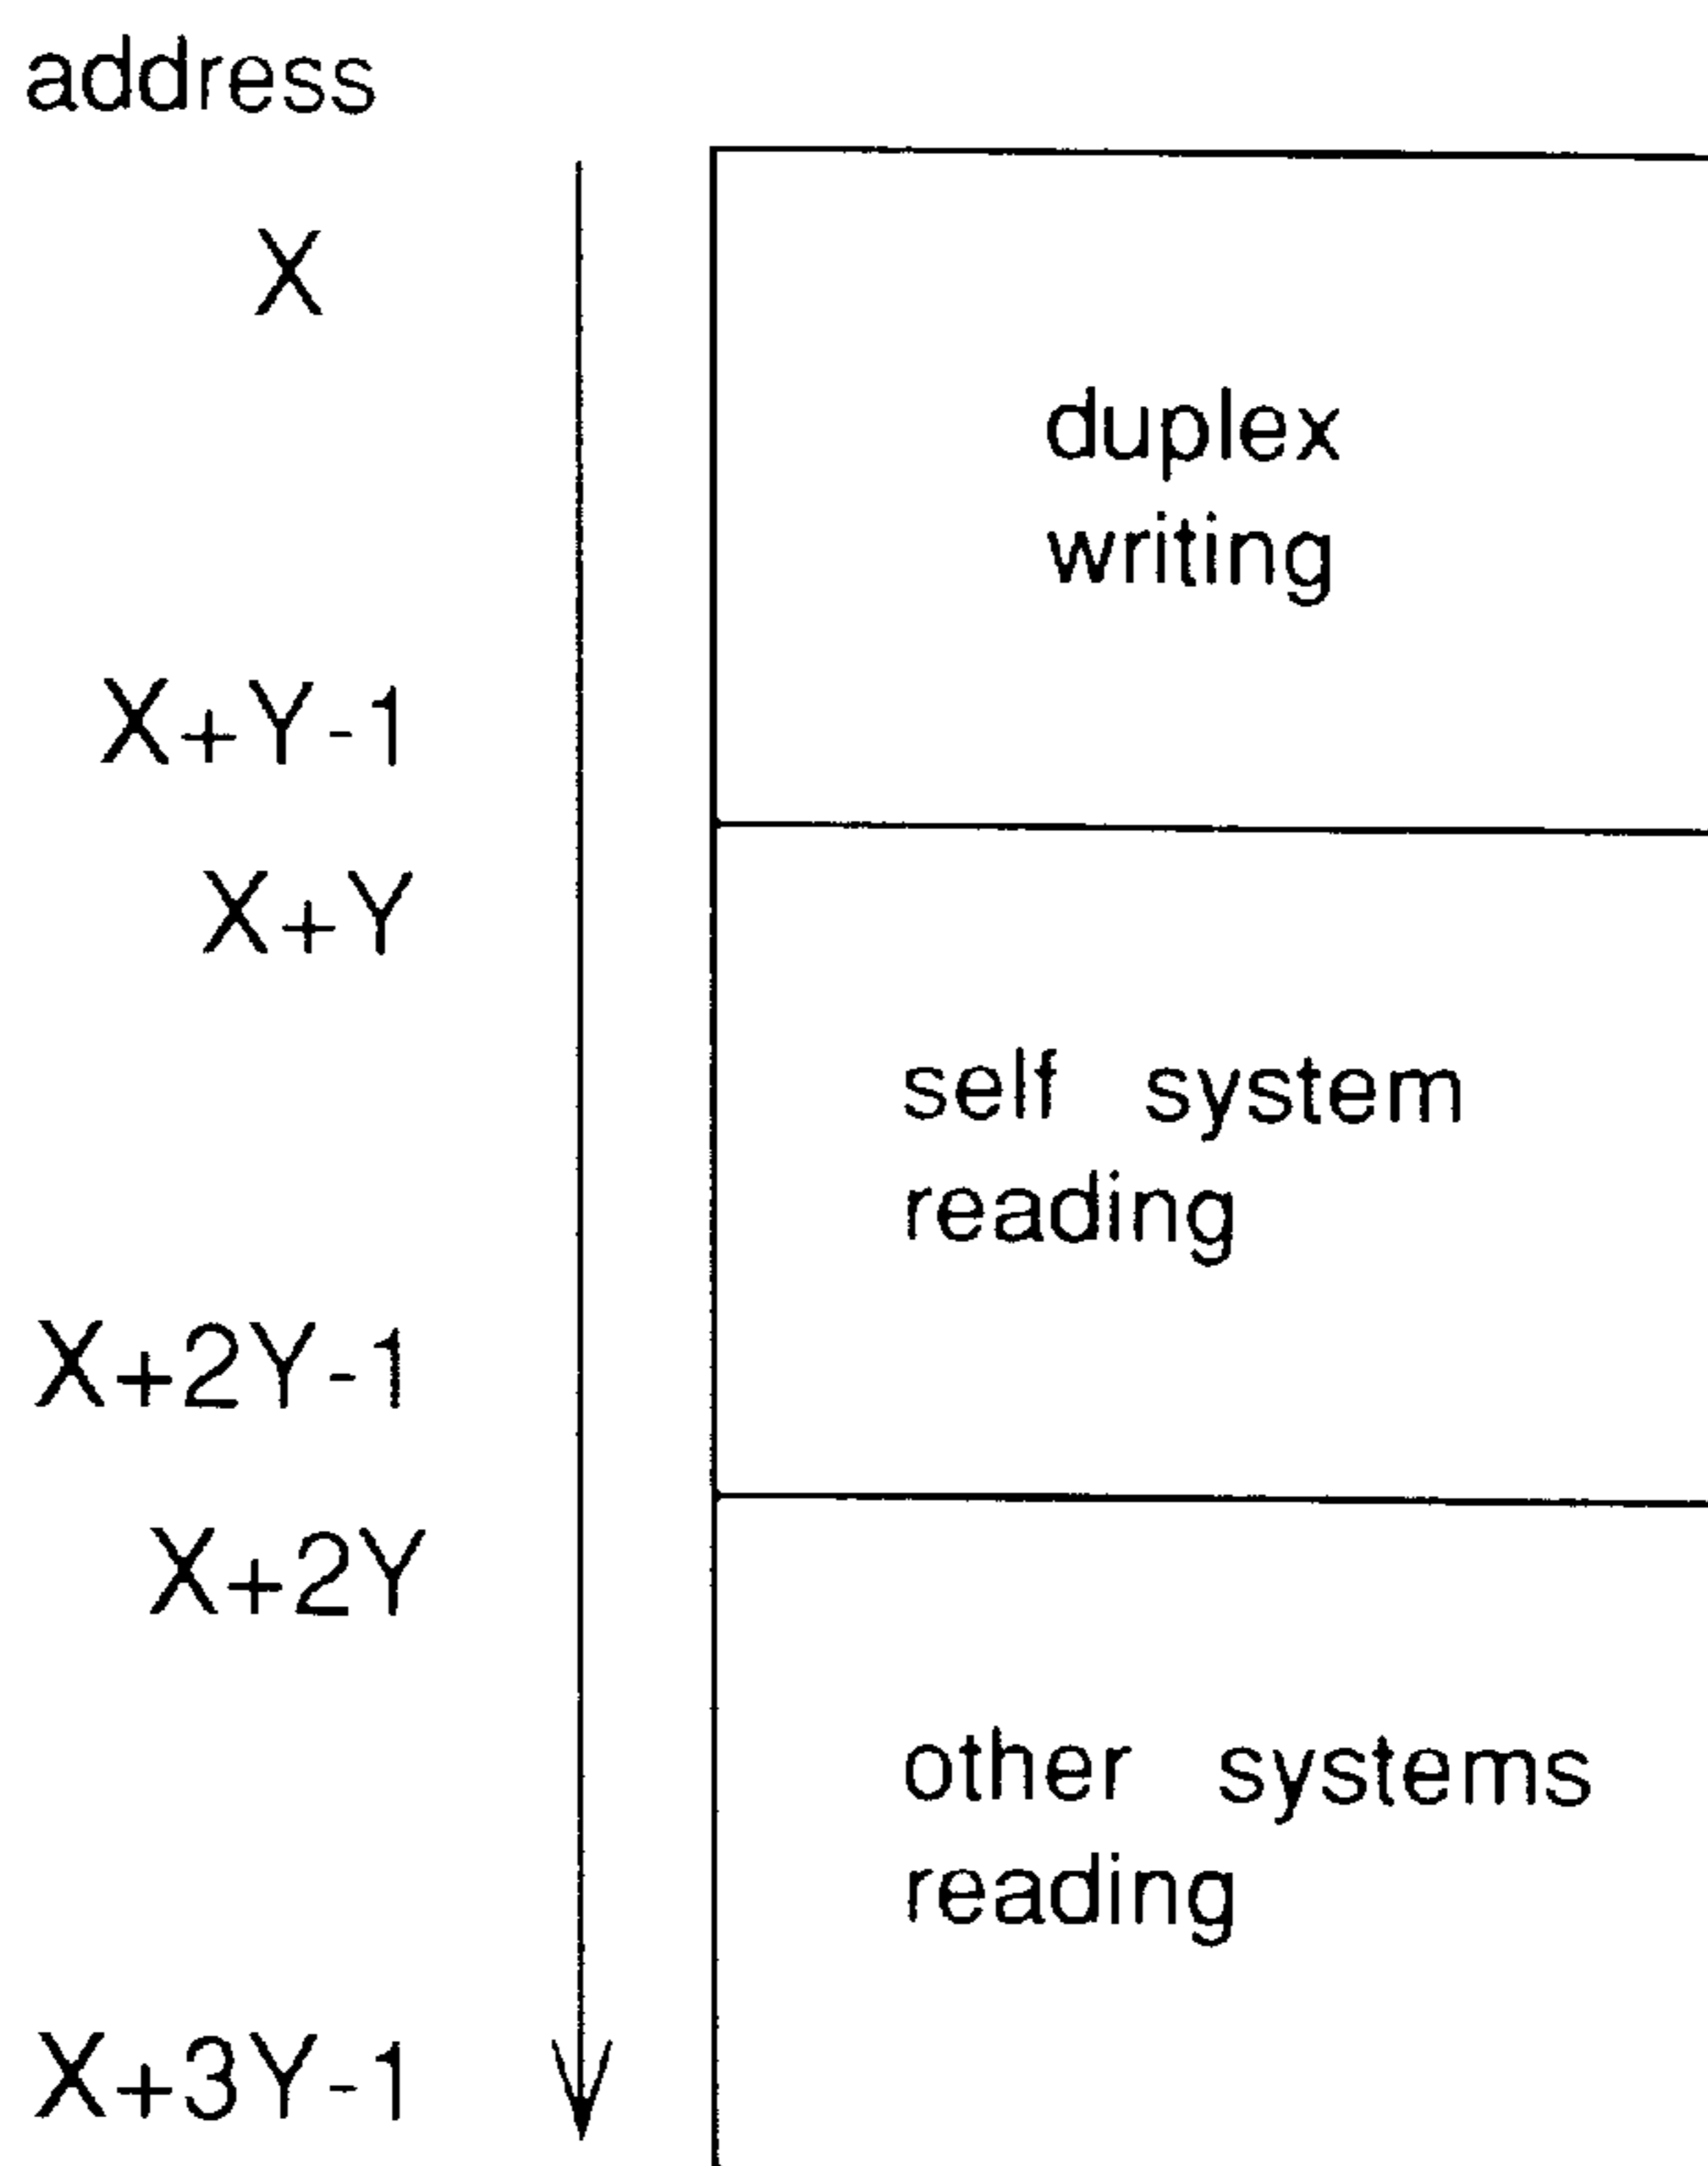 address
X
duplex
writing
X+Y-1
X+Y
self system
reading
X+2Y-1
X+2Y
other systems
reading
X+3Y-1